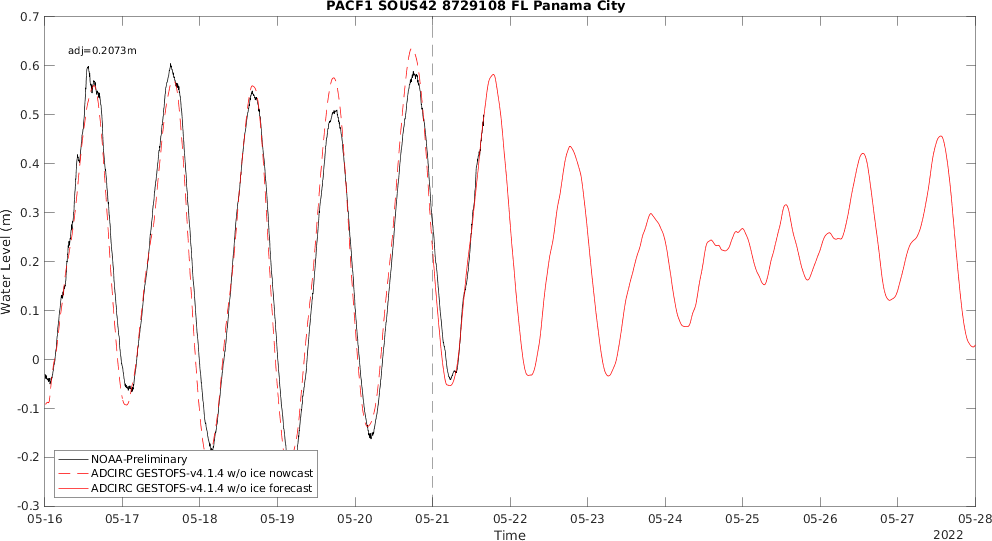 PACF1 SOUS42 8729108 FL Panama City
adj=0.2073m
0.7
0.6
0.5
0.4
0.3
0.2
0.1
0
-0.1
-0.2
-0.3
Water Level (m)
NOAA-Preliminary
ADCIRC GESTOFS-v4.1.4 w/o ice nowcast
ADCIRC GESTOFS-v4.1.4 w/o ice forecast
05-16 05-17 05-18 05-19 05-20 05-21 05-22 05-23 05-24 05-25 05-26 05-27 05-28
Time
2022